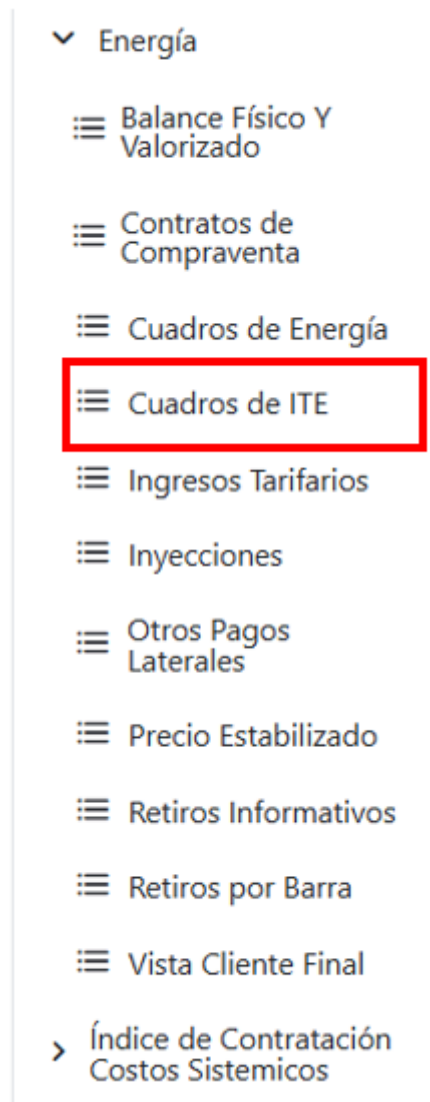 Energía
Balance Físico Y
Valorizado
Contratos de
Compraventa
Cuadros de Energía
Cuadros de ITE
Ingresos Tarifarios
Inyecciones
Otros Pagos
Laterales
Precio Estabilizado
Retiros Informativos
Retiros por Barra
Vista Cliente Final
Índice de Contratación
Costos Sistemicos